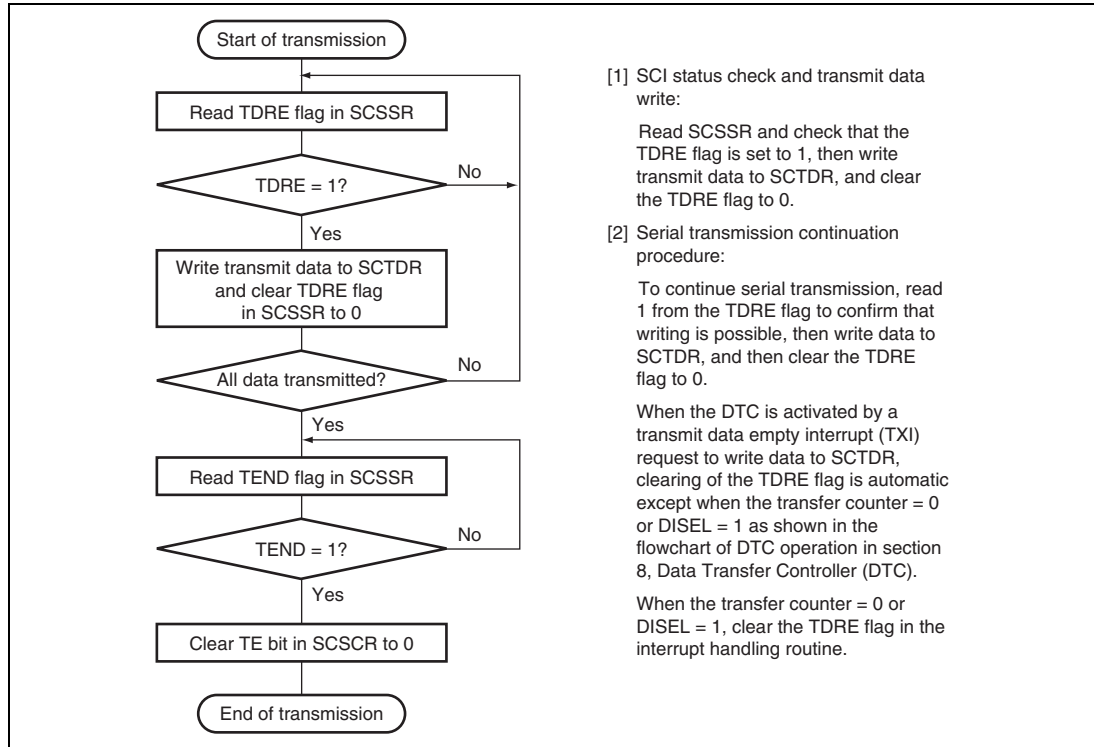 Start of transmission
Read TDRE flag in SCSSR
TDRE = 1?
No
Yes
Write transmit data to SCTDR
and clear TDRE flag
in SCSSR to 0
All data transmitted?
No
Yes
Read TEND flag in SCSSR
TEND = 1?
No
Yes
Clear TE bit in SCSCR to 0
End of transmission
[1] SCI status check and transmit data
write:
Read SCSSR and check that the
TDRE flag is set to 1, then write
transmit data to SCTDR, and clear
the TDRE flag to 0.
[2] Serial transmission continuation
procedure:
To continue serial transmission, read
1 from the TDRE flag to confirm that
writing is possible, then write data to
SCTDR, and then clear the TDRE
flag to 0.
When the DTC is activated by a
transmit data empty interrupt (TXI)
request to write data to SCTDR,
clearing of the TDRE flag is automatic
except when the transfer counter = 0
or DISEL = 1 as shown in the
flowchart of DTC operation in section
8, Data Transfer Controller (DTC).
When the transfer counter = 0 or
DISEL = 1, clear the TDRE flag in the
interrupt handling routine.